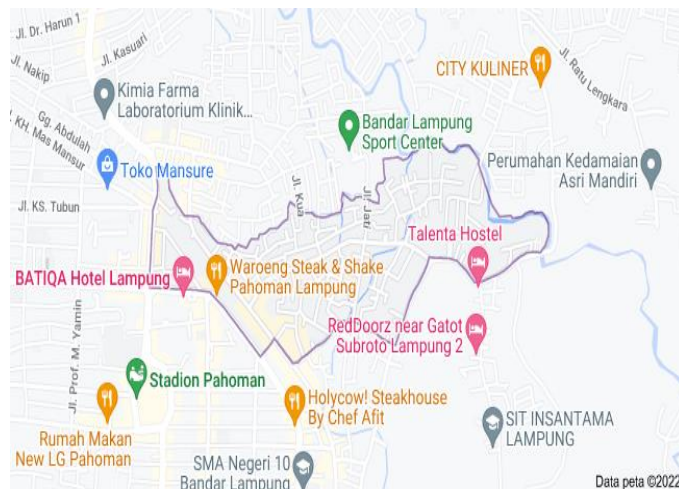 Jl. Dr. Harun 1
Jl. Kasuari
Jl. Nakip
Gg. Abdulah
Jl. KH. Mas Mansur
Kimia Farma
Laboratorium Klinik...
CITY KULINER
Jl. Ratu Lengkara
Bandar Lampung
Sport Center
Perumahan Kedamaian
Asri Mandiri
Toko Mansure
Jl. KS. Tubun
Jl. Kua
Jl. Jati
Talenta Hostel
BATIQA Hotel Lampung
Waroeng Steak & Shake
Pahoman Lampung
RedDoorz near Gatot
Subroto Lampung 2
Jl. Prof. M. Yamin
Stadion Pahoman
Holycow! Steakhouse
By Chef Afit
Rumah Makan
New LG Pahoman
SIT INSANTAMA
LAMPUNG
SMA Negeri 10
Bandar Lampung
Data peta ©2022